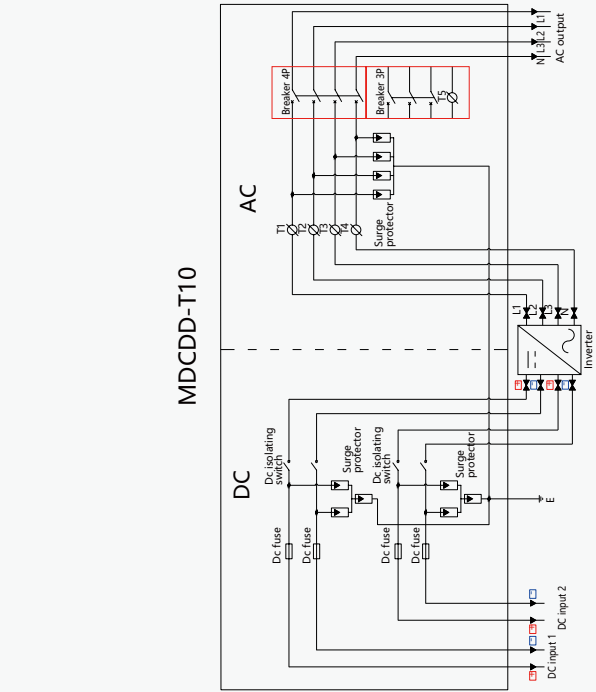 L1
L2
L3
N
AC output
Breaker 4P
Breaker 3P
T5
AC
T1
T2
T3
T4
Surge
protector
MDCDD-T10
L1
L2
L3
N
Inverter
+
-
+
-
DC
Dc isolating
switch
Surge
protector
Dc isolating
switch
Surge
protector
E
Dc fuse
Dc fuse
Dc fuse
Dc fuse
-
+
DC input 2
-
+
DC input 1